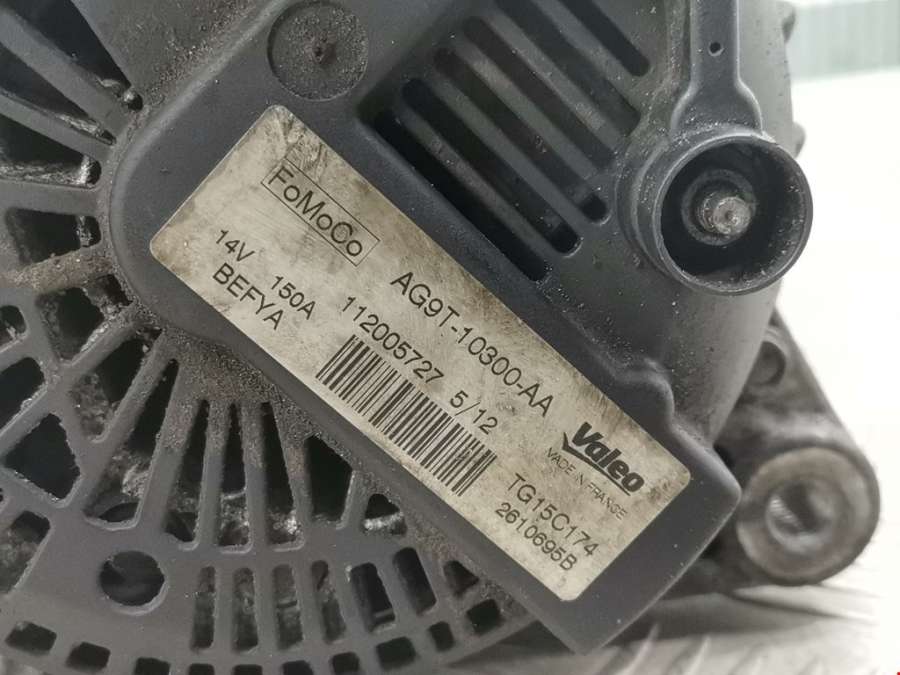 FoMoCo
AG9T-10300-AA
14V 150A 112005727 5/12
BEFYA
Valeo
MADE IN FRANCE
TG15C174
2610695B